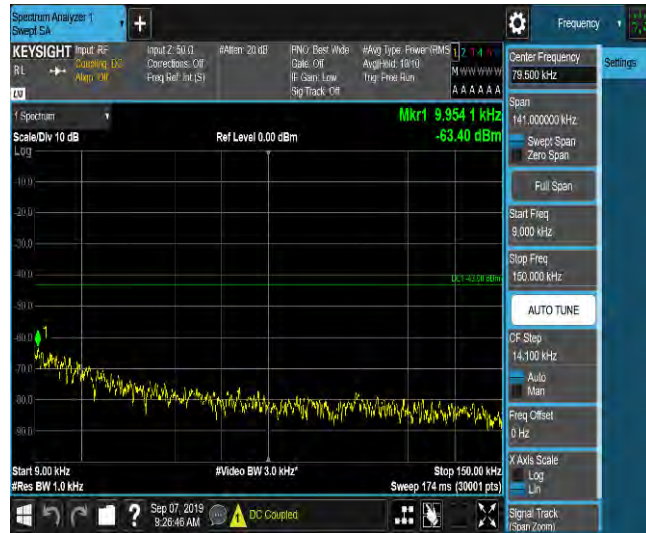 Spectrum Analyzer 1
Swept SA
+
Frequency
KEYSIGHT
RL
LXI
Input: RF
Coupling: DC
Align: Off
Input Z: 50 Ω
Corrections: Off
Freq Ref: Int (S)
#Atten: 20 dB
PNO: Best Wide
Gate: Off
IF Gain: Low
Sig Track: Off
#Avg Type: Power (RMS
Avg|Hold: 10/10
Trig: Free Run
1 2 3 4 5 6
M W W W W W
A A A A A A
1 Spectrum
Scale/Div 10 dB
Log
Ref Level 0.00 dBm
Mkr1 9.954 1 kHz
-63.40 dBm
-10.0
-20.0
-30.0
-40.0
DL1 -43.00 dBm
-50.0
-60.0
1
-70.0
-80.0
-90.0
Start 9.00 kHz
#Res BW 1.0 kHz
#Video BW 3.0 kHz*
Stop 150.00 kHz
Sweep 174 ms (30001 pts)
Center Frequency
79.500 kHz
Settings
Span
141.000000 kHz
Swept Span
Zero Span
Full Span
Start Freq
9.000 kHz
Stop Freq
150.000 kHz
AUTO TUNE
CF Step
14.100 kHz
Auto
Man
Freq Offset
0 Hz
X Axis Scale
Log
Lin
Signal Track
(Span Zoom)
?
Sep 07, 2019
9:26:46 AM
DC Coupled